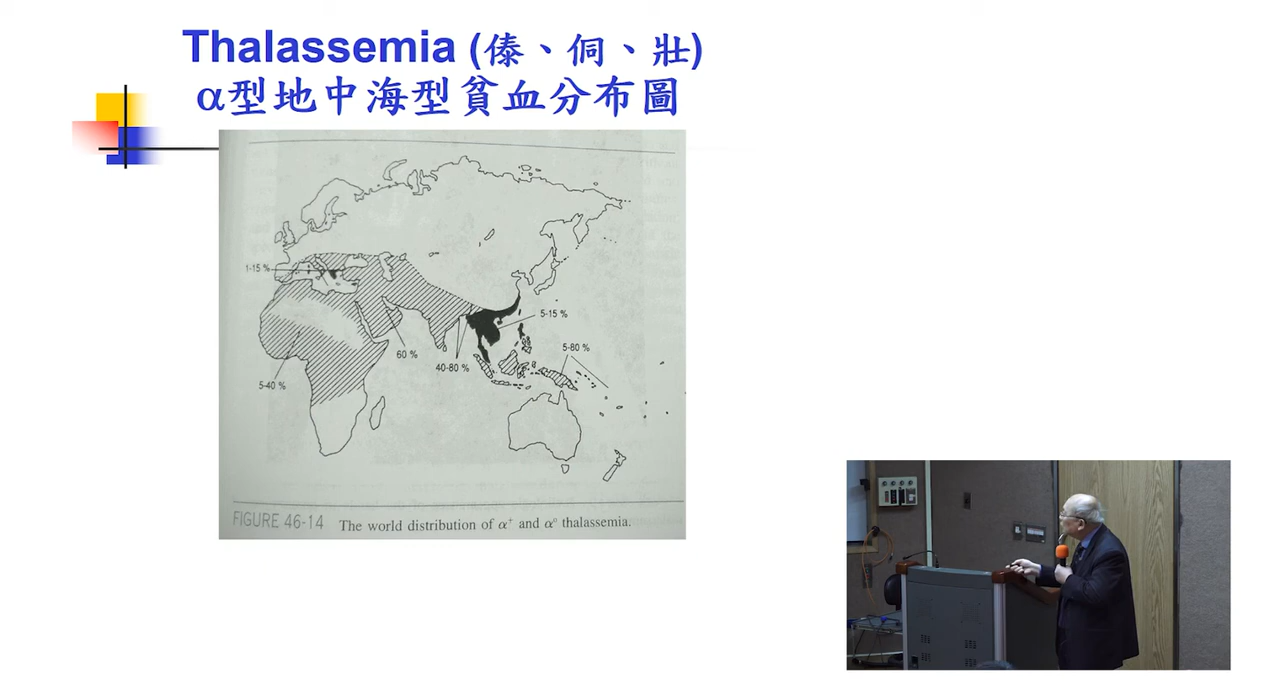 Thalassemia (傣、侗、壯)
α型地中海型貧血分布圖
1-15 %
5-15 %
60 %
5-80 %
40-80 %
5-40 %
FIGURE 46-14 The world distribution of α⁺ and α⁰ thalassemia.